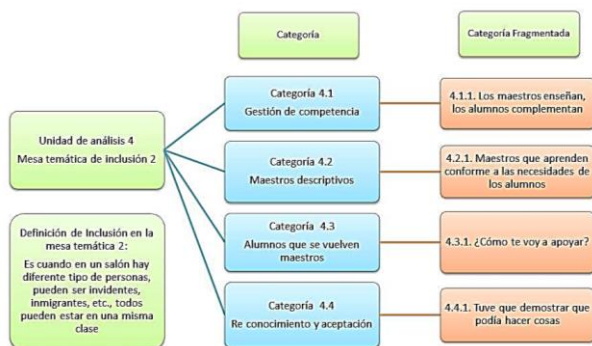 Categoría
Categoría Fragmentada
Unidad de análisis 4
Mesa temática de inclusión 2
Definición de Inclusión en la
mesa temática 2:
Es cuando en un salón hay
diferente tipo de personas,
pueden ser invidentes,
inmigrantes, etc., todos
pueden estar en una misma
clase
Categoría 4.1
Gestión de competencia
4.1.1. Los maestros enseñan,
los alumnos complementan
Categoría 4.2
Maestros descriptivos
4.2.1. Maestros que aprenden
conforme a las necesidades de
los alumnos
Categoría 4.3
Alumnos que se vuelven
maestros
4.3.1. ¿Cómo te voy a apoyar?
Categoría 4.4
Re conocimiento y aceptación
4.4.1. Tuve que demostrar que
podía hacer cosas